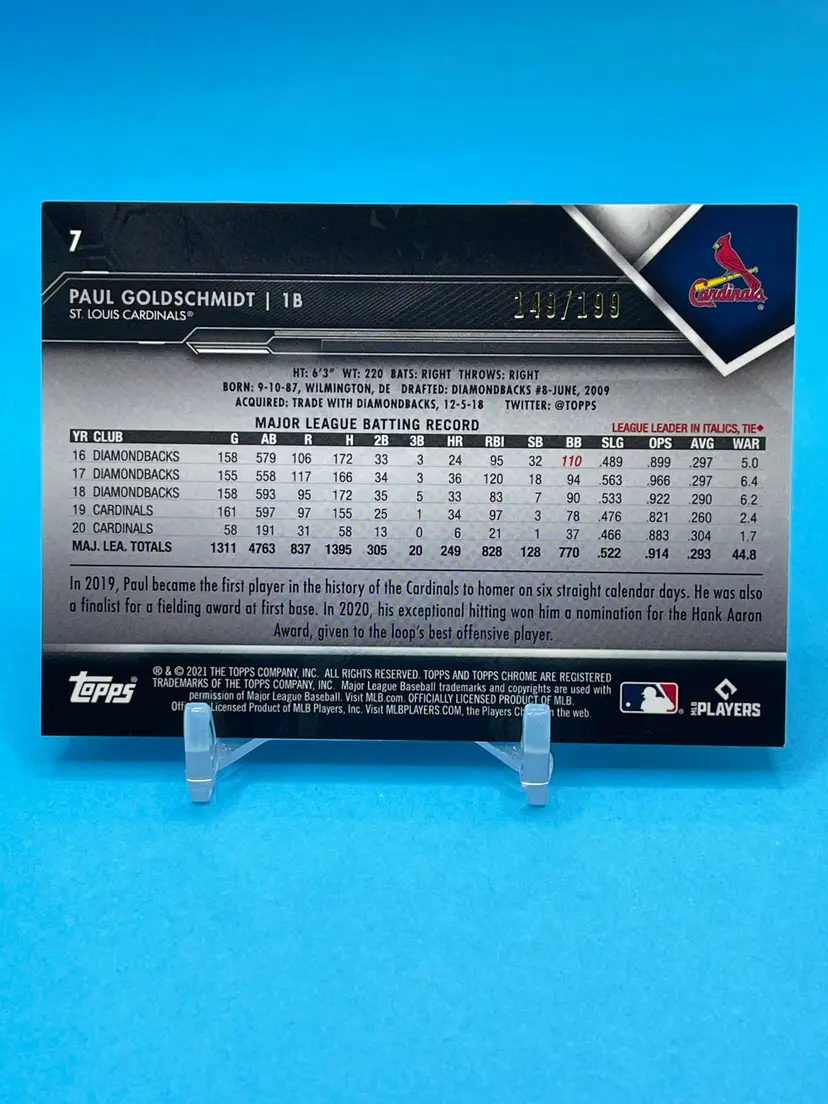 7
Cardinals®
PAUL GOLDSCHMIDT | 1B
149/199
ST. LOUIS CARDINALS®
HT: 6'3" WT: 220 BATS: RIGHT THROWS: RIGHT
BORN: 9-10-87, WILMINGTON, DE DRAFTED: DIAMONDBACKS #8-JUNE, 2009
ACQUIRED: TRADE WITH DIAMONDBACKS, 12-5-18 TWITTER: @TOPPS
MAJOR LEAGUE BATTING RECORD
LEAGUE LEADER IN ITALICS, TIE◆
YR CLUB G AB R H 2B 3B HR RBI SB BB SLG OPS AVG WAR
16 DIAMONDBACKS 158 579 106 172 33 3 24 95 32 110 .489 .899 .297 5.0
17 DIAMONDBACKS 155 558 117 166 34 3 36 120 18 94 .563 .966 .297 6.4
18 DIAMONDBACKS 158 593 95 172 35 5 33 83 7 90 .533 .922 .290 6.2
19 CARDINALS 161 597 97 155 25 1 34 97 3 78 .476 .821 .260 2.4
20 CARDINALS 58 191 31 58 13 0 6 21 1 37 .466 .883 .304 1.7
MAJ. LEA. TOTALS 1311 4763 837 1395 305 20 249 828 128 770 .522 .914 .293 44.8
In 2019, Paul became the first player in the history of the Cardinals to homer on six straight calendar days. He was also
a finalist for a fielding award at first base. In 2020, his exceptional hitting won him a nomination for the Hank Aaron
Award, given to the loop's best offensive player.
TOPPS®
® & © 2021 THE TOPPS COMPANY, INC. ALL RIGHTS RESERVED. TOPPS AND TOPPS CHROME ARE REGISTERED
TRADEMARKS OF THE TOPPS COMPANY, INC. Major League Baseball trademarks and copyrights are used with
permission of Major League Baseball. Visit MLB.com. OFFICIALLY LICENSED PRODUCT OF MLB.
Licensed Product of MLB Players, Inc. Visit MLBPLAYERS.COM, the Players the web.
MLB PLAYERS